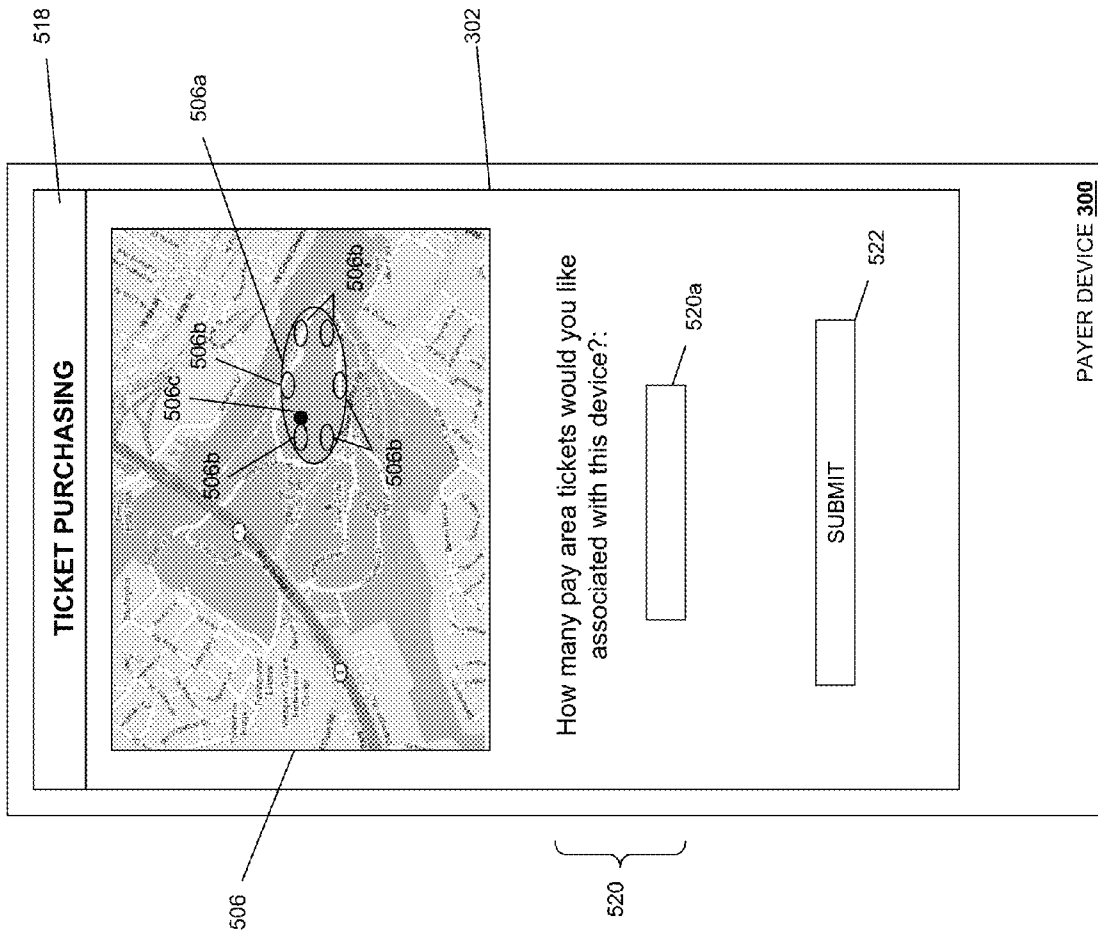 518
TICKET PURCHASING
506
506a
506b
506c
506b
506b
506b
302
How many pay area tickets would you like
associated with this device?:
520
520a
SUBMIT
522
PAYER DEVICE 300